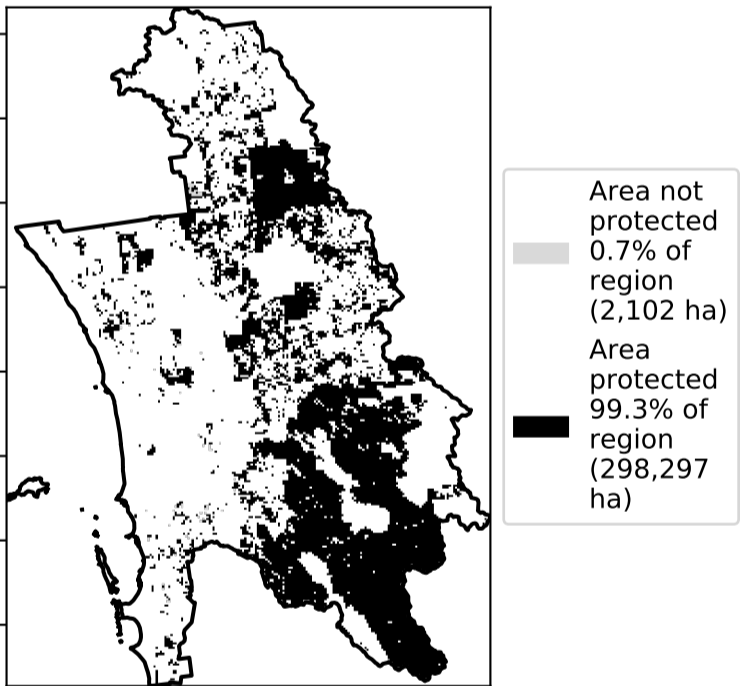 Area not
protected
0.7% of
region
(2,102 ha)
Area
protected
99.3% of
region
(298,297
ha)